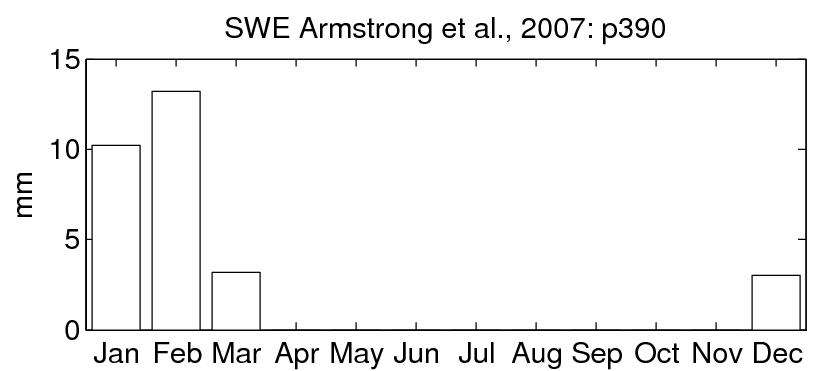 SWE Armstrong et al., 2007: p390
15
10
5
0
mm
Jan Feb Mar Apr May Jun Jul Aug Sep Oct Nov Dec